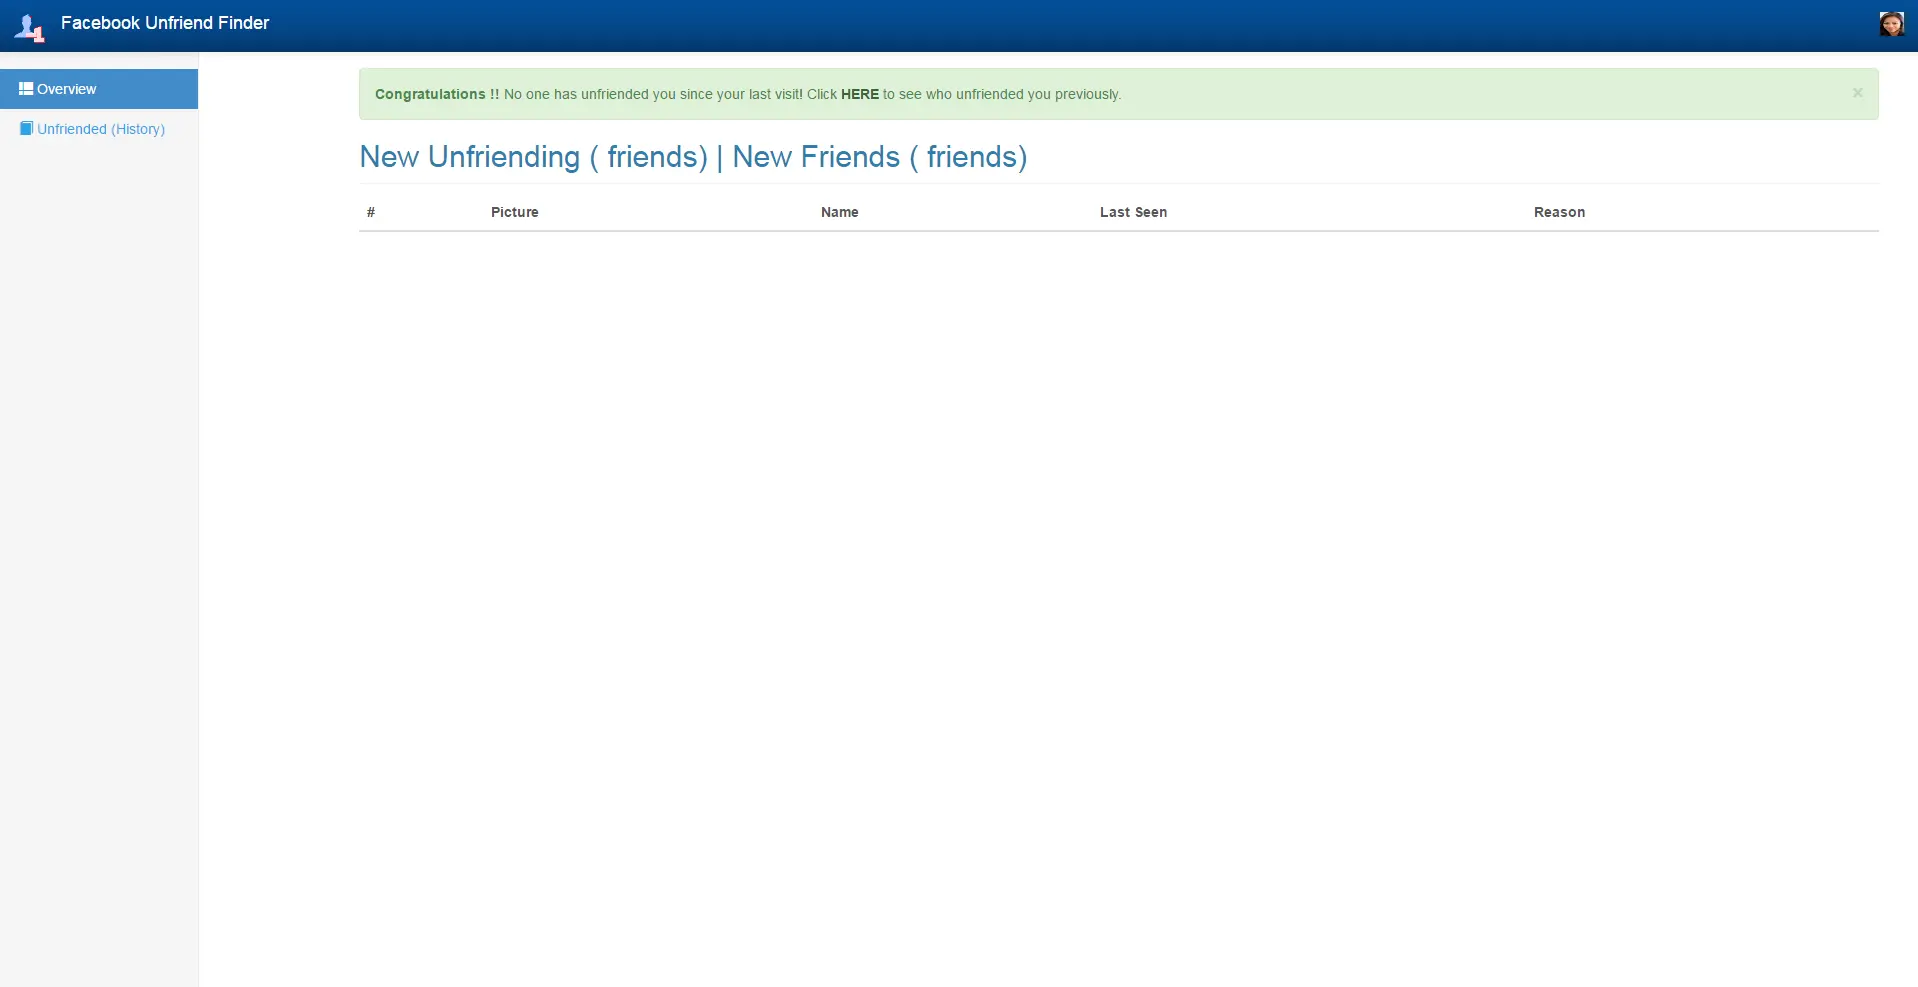 Facebook Unfriend Finder
Overview
Unfriended (History)
Congratulations !! No one has unfriended you since your last visit! Click HERE to see who unfriended you previously.
×
New Unfriending ( friends) | New Friends ( friends)
# Picture Name Last Seen Reason